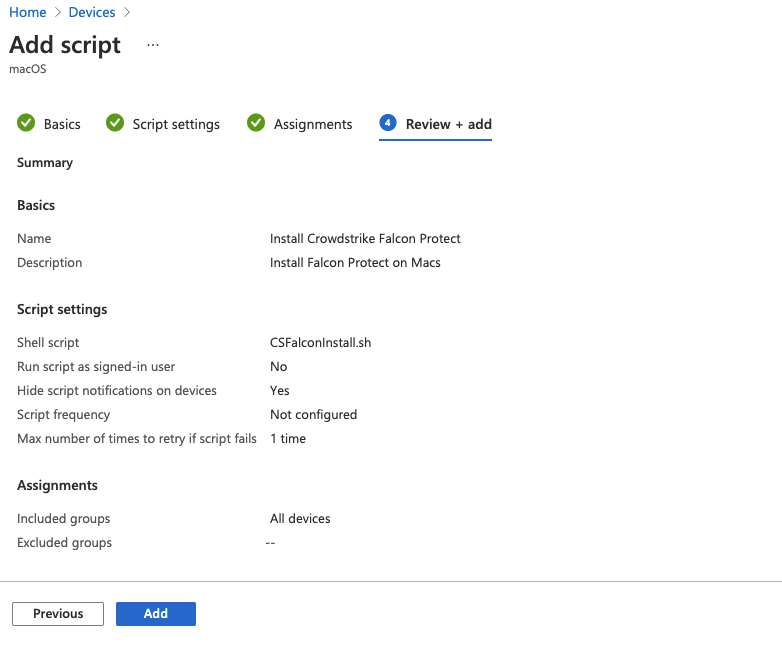 Home > Devices >
Add script ...
macOS
Basics Script settings Assignments 4 Review + add
Summary
Basics
Name Install Crowdstrike Falcon Protect
Description Install Falcon Protect on Macs
Script settings
Shell script CSFalconInstall.sh
Run script as signed-in user No
Hide script notifications on devices Yes
Script frequency Not configured
Max number of times to retry if script fails 1 time
Assignments
Included groups All devices
Excluded groups --
Previous Add